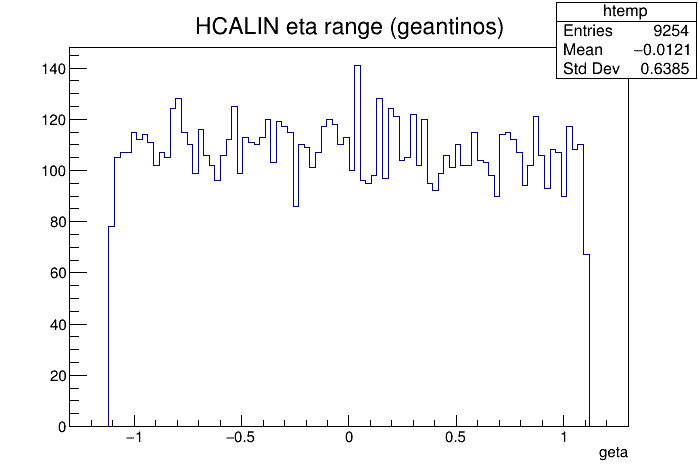 HCALIN eta range (geantinos)
htemp
Entries 9254
Mean −0.0121
Std Dev 0.6385
140
120
100
80
60
40
20
0
−1 −0.5 0 0.5 1
geta